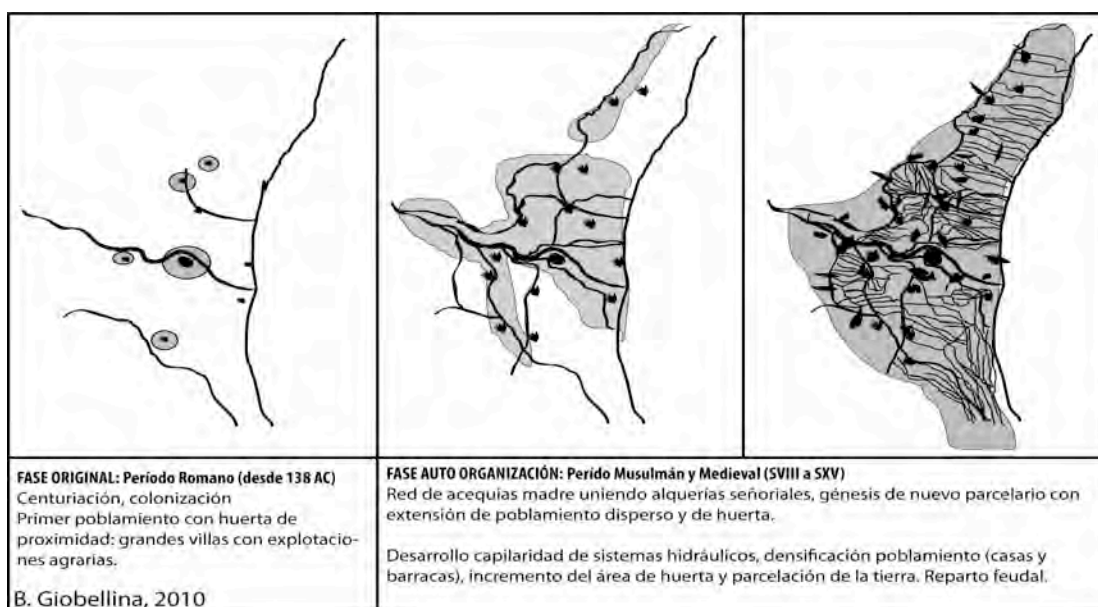 FASE ORIGINAL: Período Romano (desde 138 AC)
Centuriación, colonización
Primer poblamiento con huerta de
proximidad: grandes villas con explotacio-
nes agrarias.
B. Giobellina, 2010
FASE AUTO ORGANIZACIÓN: Perído Musulmán y Medieval (SVIII a SXV)
Red de acequias madre uniendo alquerías señoriales, génesis de nuevo parcelario con
extensión de poblamiento disperso y de huerta.
Desarrollo capilaridad de sistemas hidráulicos, densificación poblamiento (casas y
barracas), incremento del área de huerta y parcelación de la tierra. Reparto feudal.